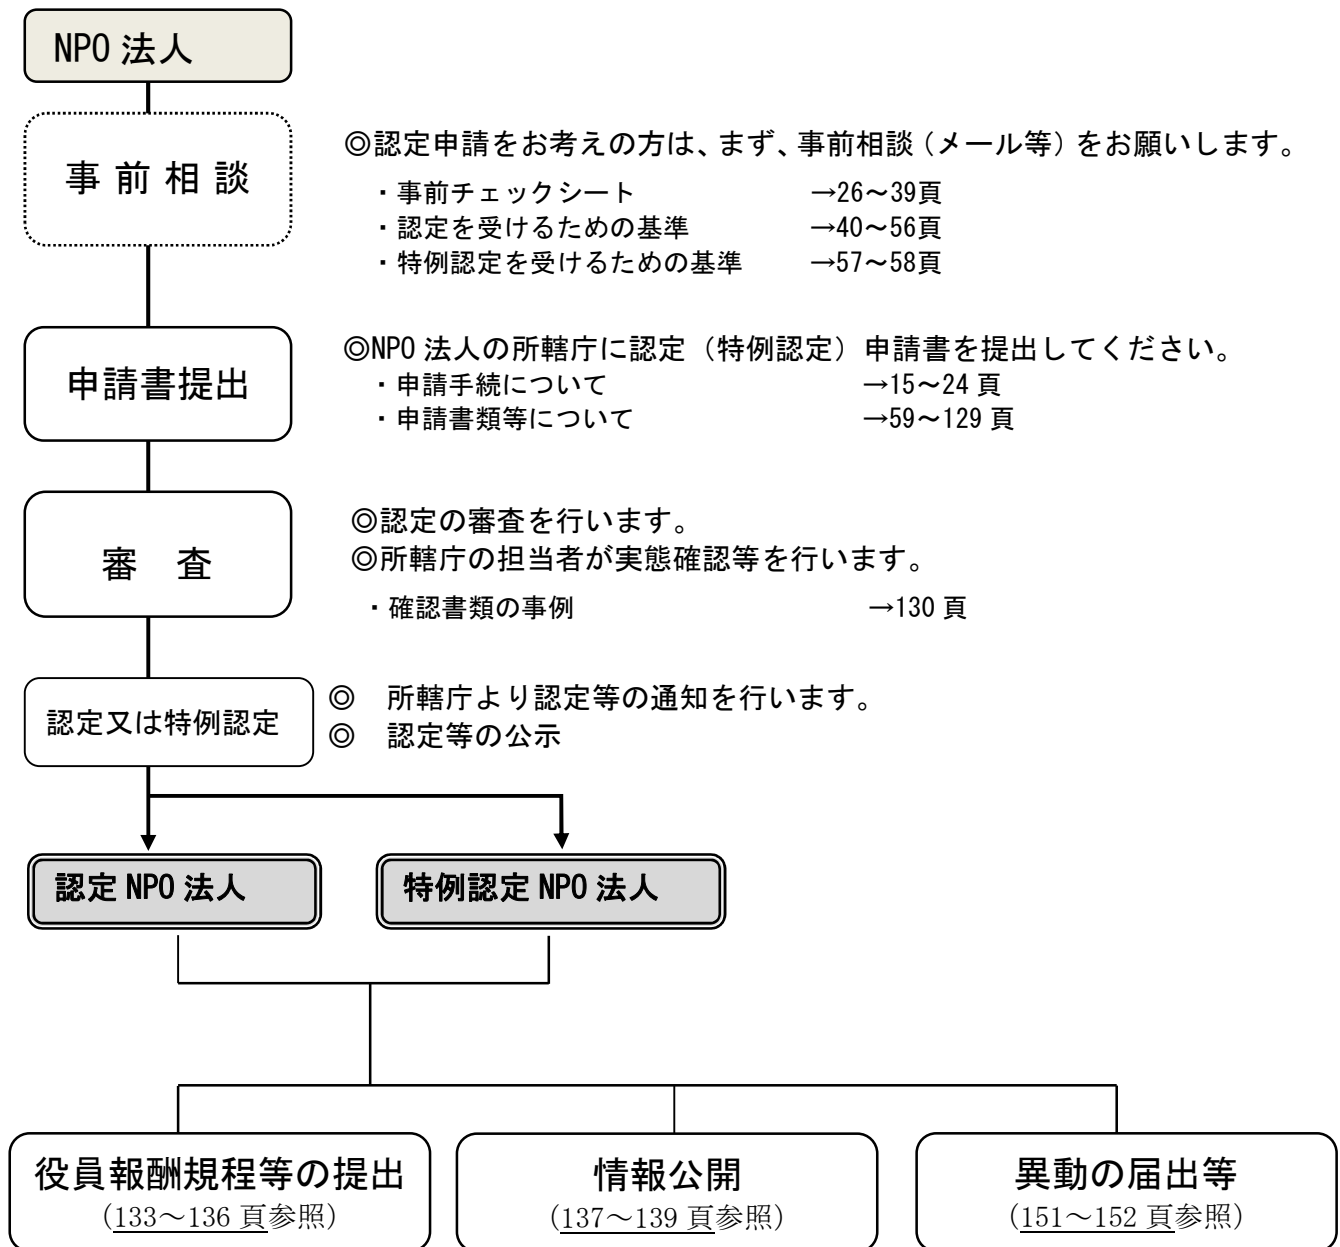 NPO 法人
事前相談
◎認定申請をお考えの方は、まず、事前相談（メール等）をお願いします。
・事前チェックシート →26～39頁
・認定を受けるための基準 →40～56頁
・特例認定を受けるための基準 →57～58頁
申請書提出
◎NPO 法人の所轄庁に認定（特例認定）申請書を提出してください。
・申請手続について →15～24 頁
・申請書類等について →59～129 頁
審 査
◎認定の審査を行います。
◎所轄庁の担当者が実態確認等を行います。
・確認書類の事例 →130 頁
認定又は特例認定
◎ 所轄庁より認定等の通知を行います。
◎ 認定等の公示
認定 NPO 法人
特例認定 NPO 法人
役員報酬規程等の提出
（133～136 頁参照）
情報公開
（137～139 頁参照）
異動の届出等
（151～152 頁参照）